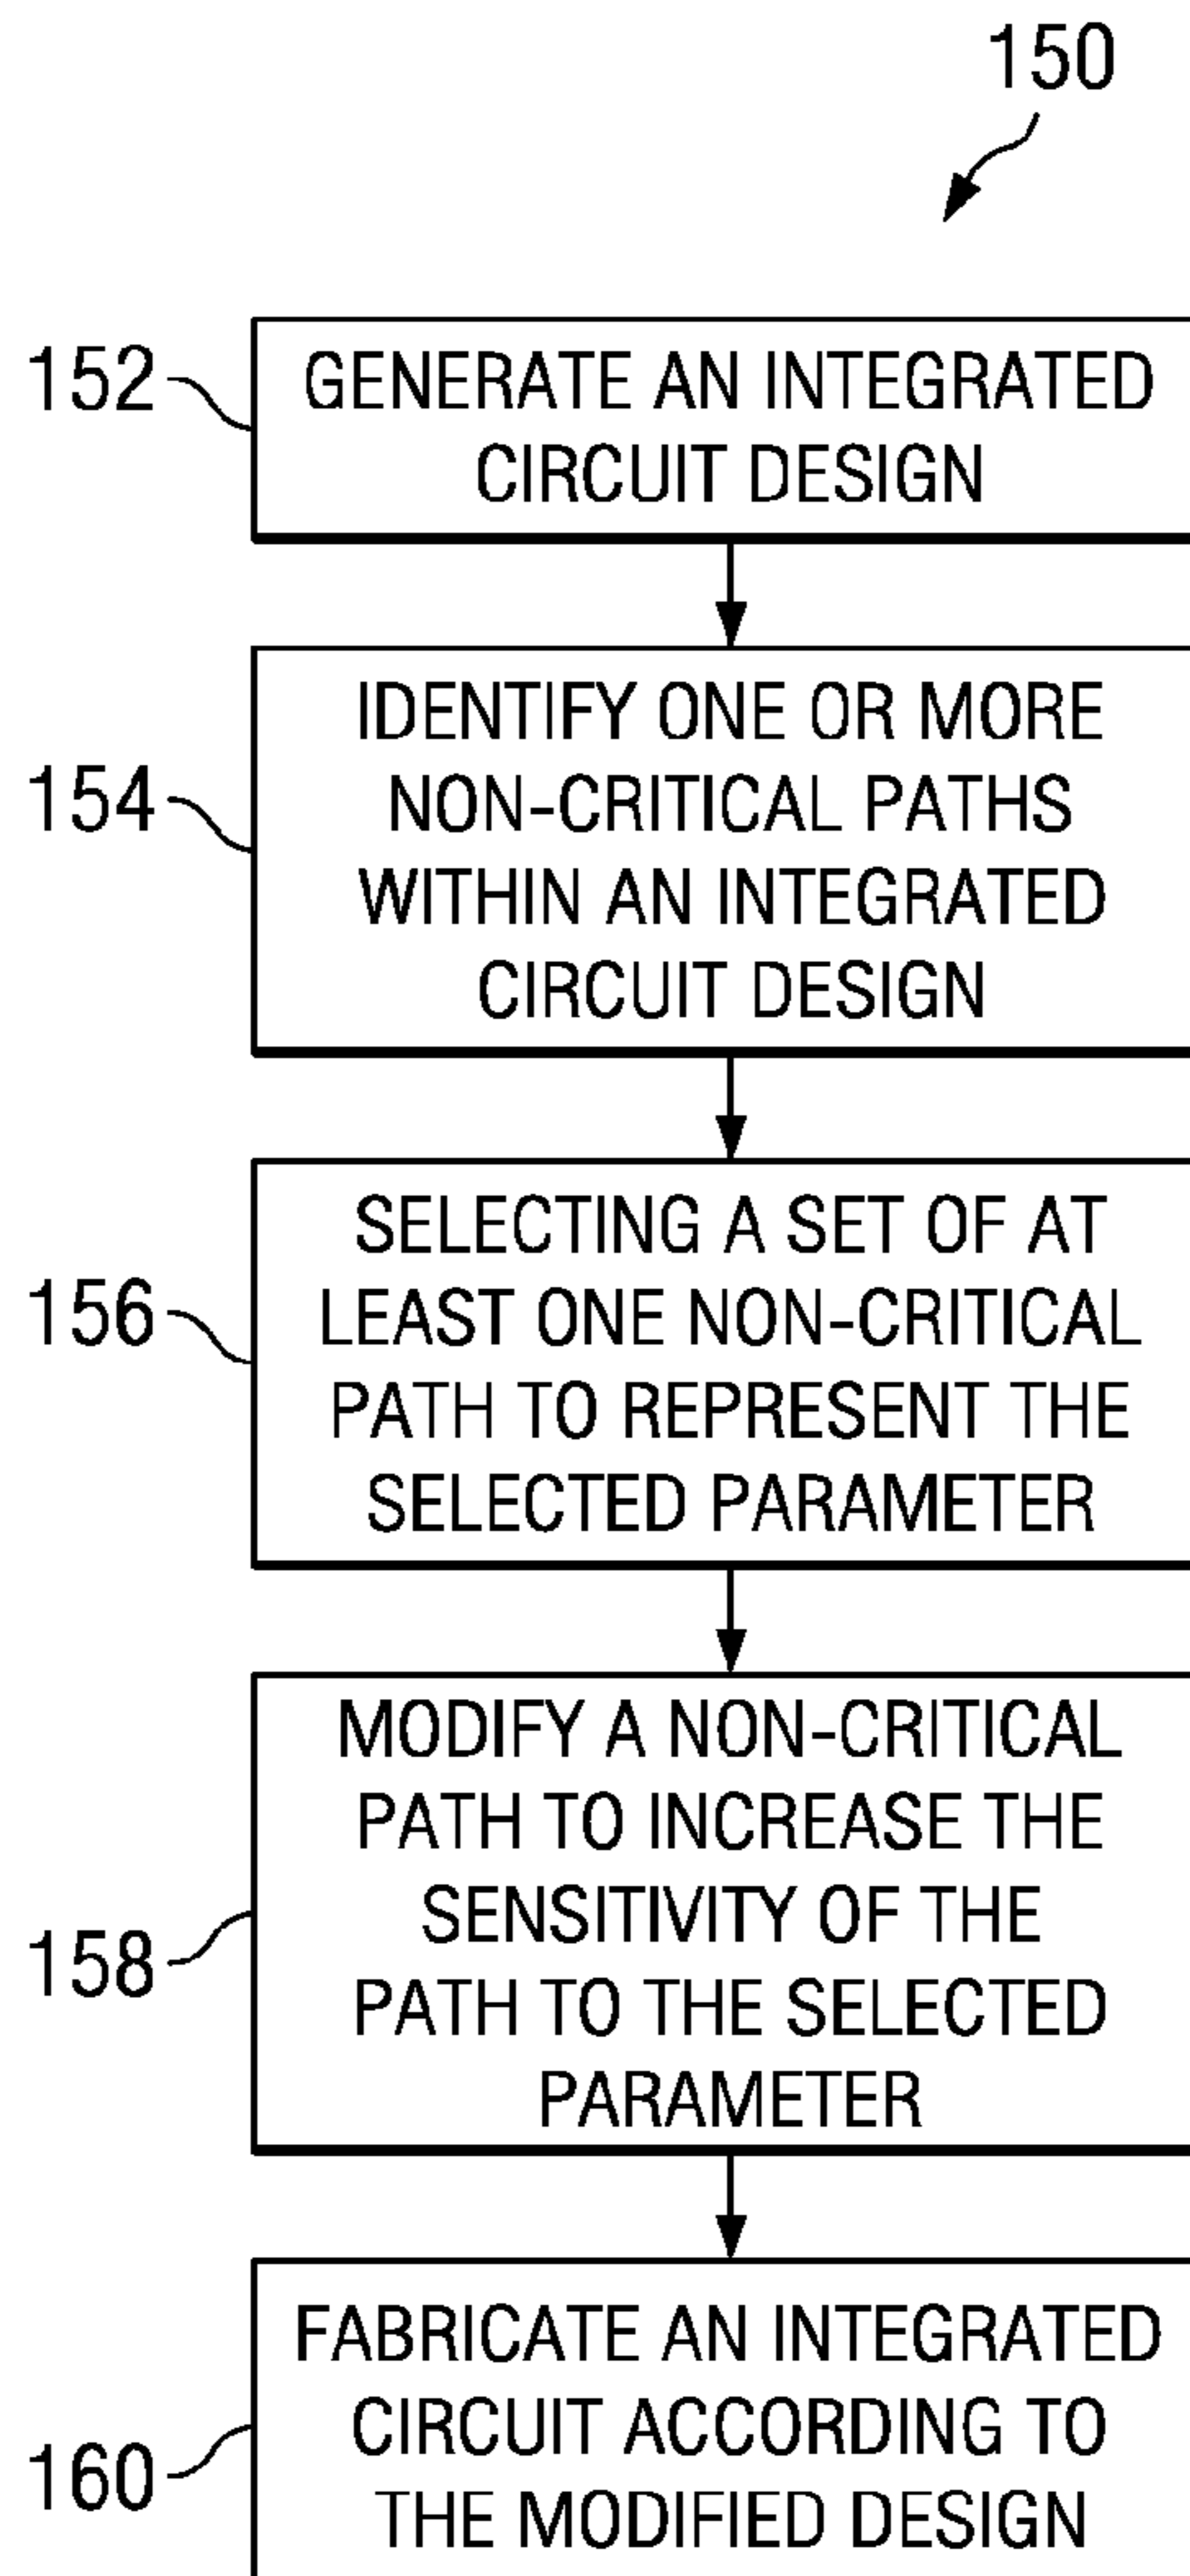 150
152
GENERATE AN INTEGRATED
CIRCUIT DESIGN
154
IDENTIFY ONE OR MORE
NON-CRITICAL PATHS
WITHIN AN INTEGRATED
CIRCUIT DESIGN
156
SELECTING A SET OF AT
LEAST ONE NON-CRITICAL
PATH TO REPRESENT THE
SELECTED PARAMETER
158
MODIFY A NON-CRITICAL
PATH TO INCREASE THE
SENSITIVITY OF THE
PATH TO THE SELECTED
PARAMETER
160
FABRICATE AN INTEGRATED
CIRCUIT ACCORDING TO
THE MODIFIED DESIGN